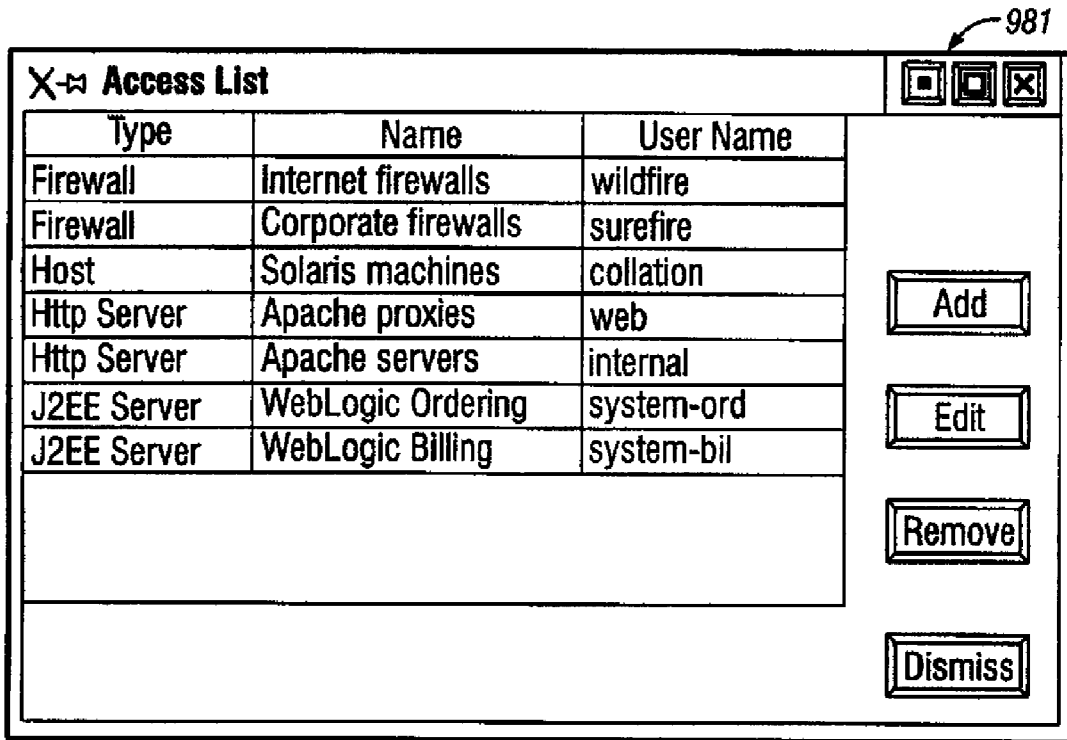 981
Access List
Type Name User Name
Firewall Internet firewalls wildfire
Firewall Corporate firewalls surefire
Host Solaris machines collation
Http Server Apache proxies web
Http Server Apache servers internal
J2EE Server WebLogic Ordering system-ord
J2EE Server WebLogic Billing system-bil
Add
Edit
Remove
Dismiss